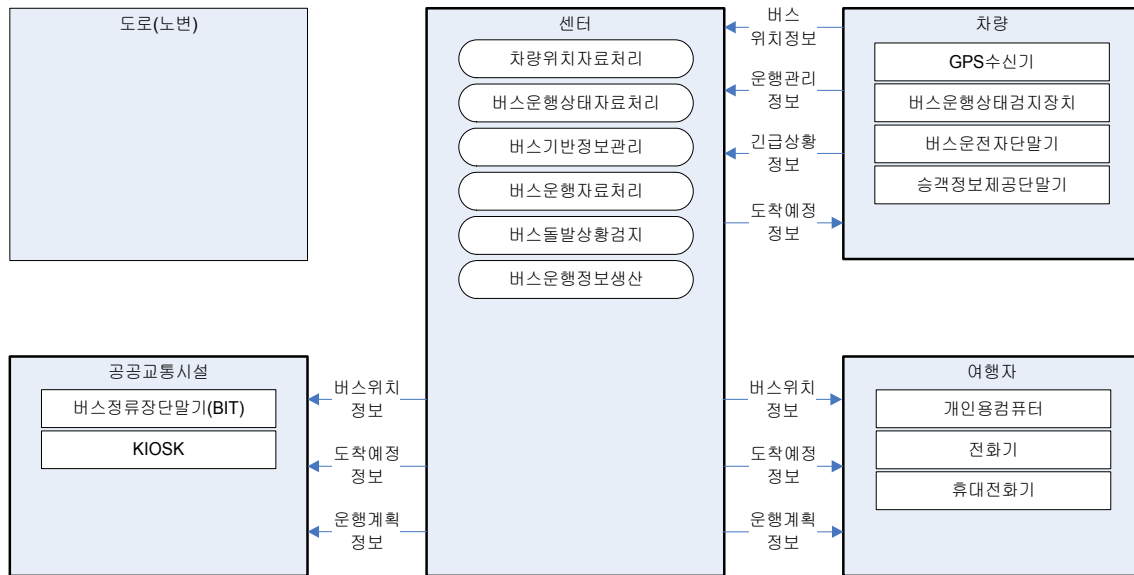 도로(노변)
센터
차량위치자료처리
버스운행상태자료처리
버스기반정보관리
버스운행자료처리
버스돌발상황검지
버스운행정보생산
버스
위치정보
운행관리
정보
긴급상황
정보
도착예정
정보
차량
GPS수신기
버스운행상태검지장치
버스운전자단말기
승객정보제공단말기
공공교통시설
버스정류장단말기(BIT)
KIOSK
버스위치
정보
도착예정
정보
운행계획
정보
버스위치
정보
도착예정
정보
운행계획
정보
여행자
개인용컴퓨터
전화기
휴대전화기